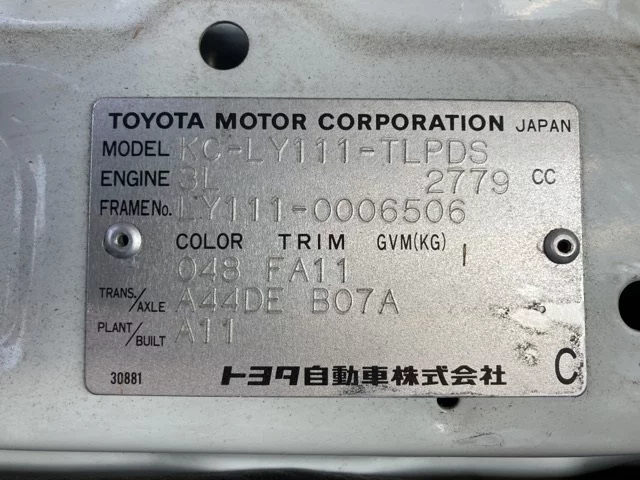 TOYOTA MOTOR CORPORATION JAPAN
MODEL KC-LY111-TLPDS
ENGINE 3L 2779 CC
FRAME No. LY111-0006506
COLOR TRIM GVM(KG)
048 FA11
TRANS./AXLE A44DE B07A
PLANT/BUILT A11
30881 トヨタ自動車株式会社 C